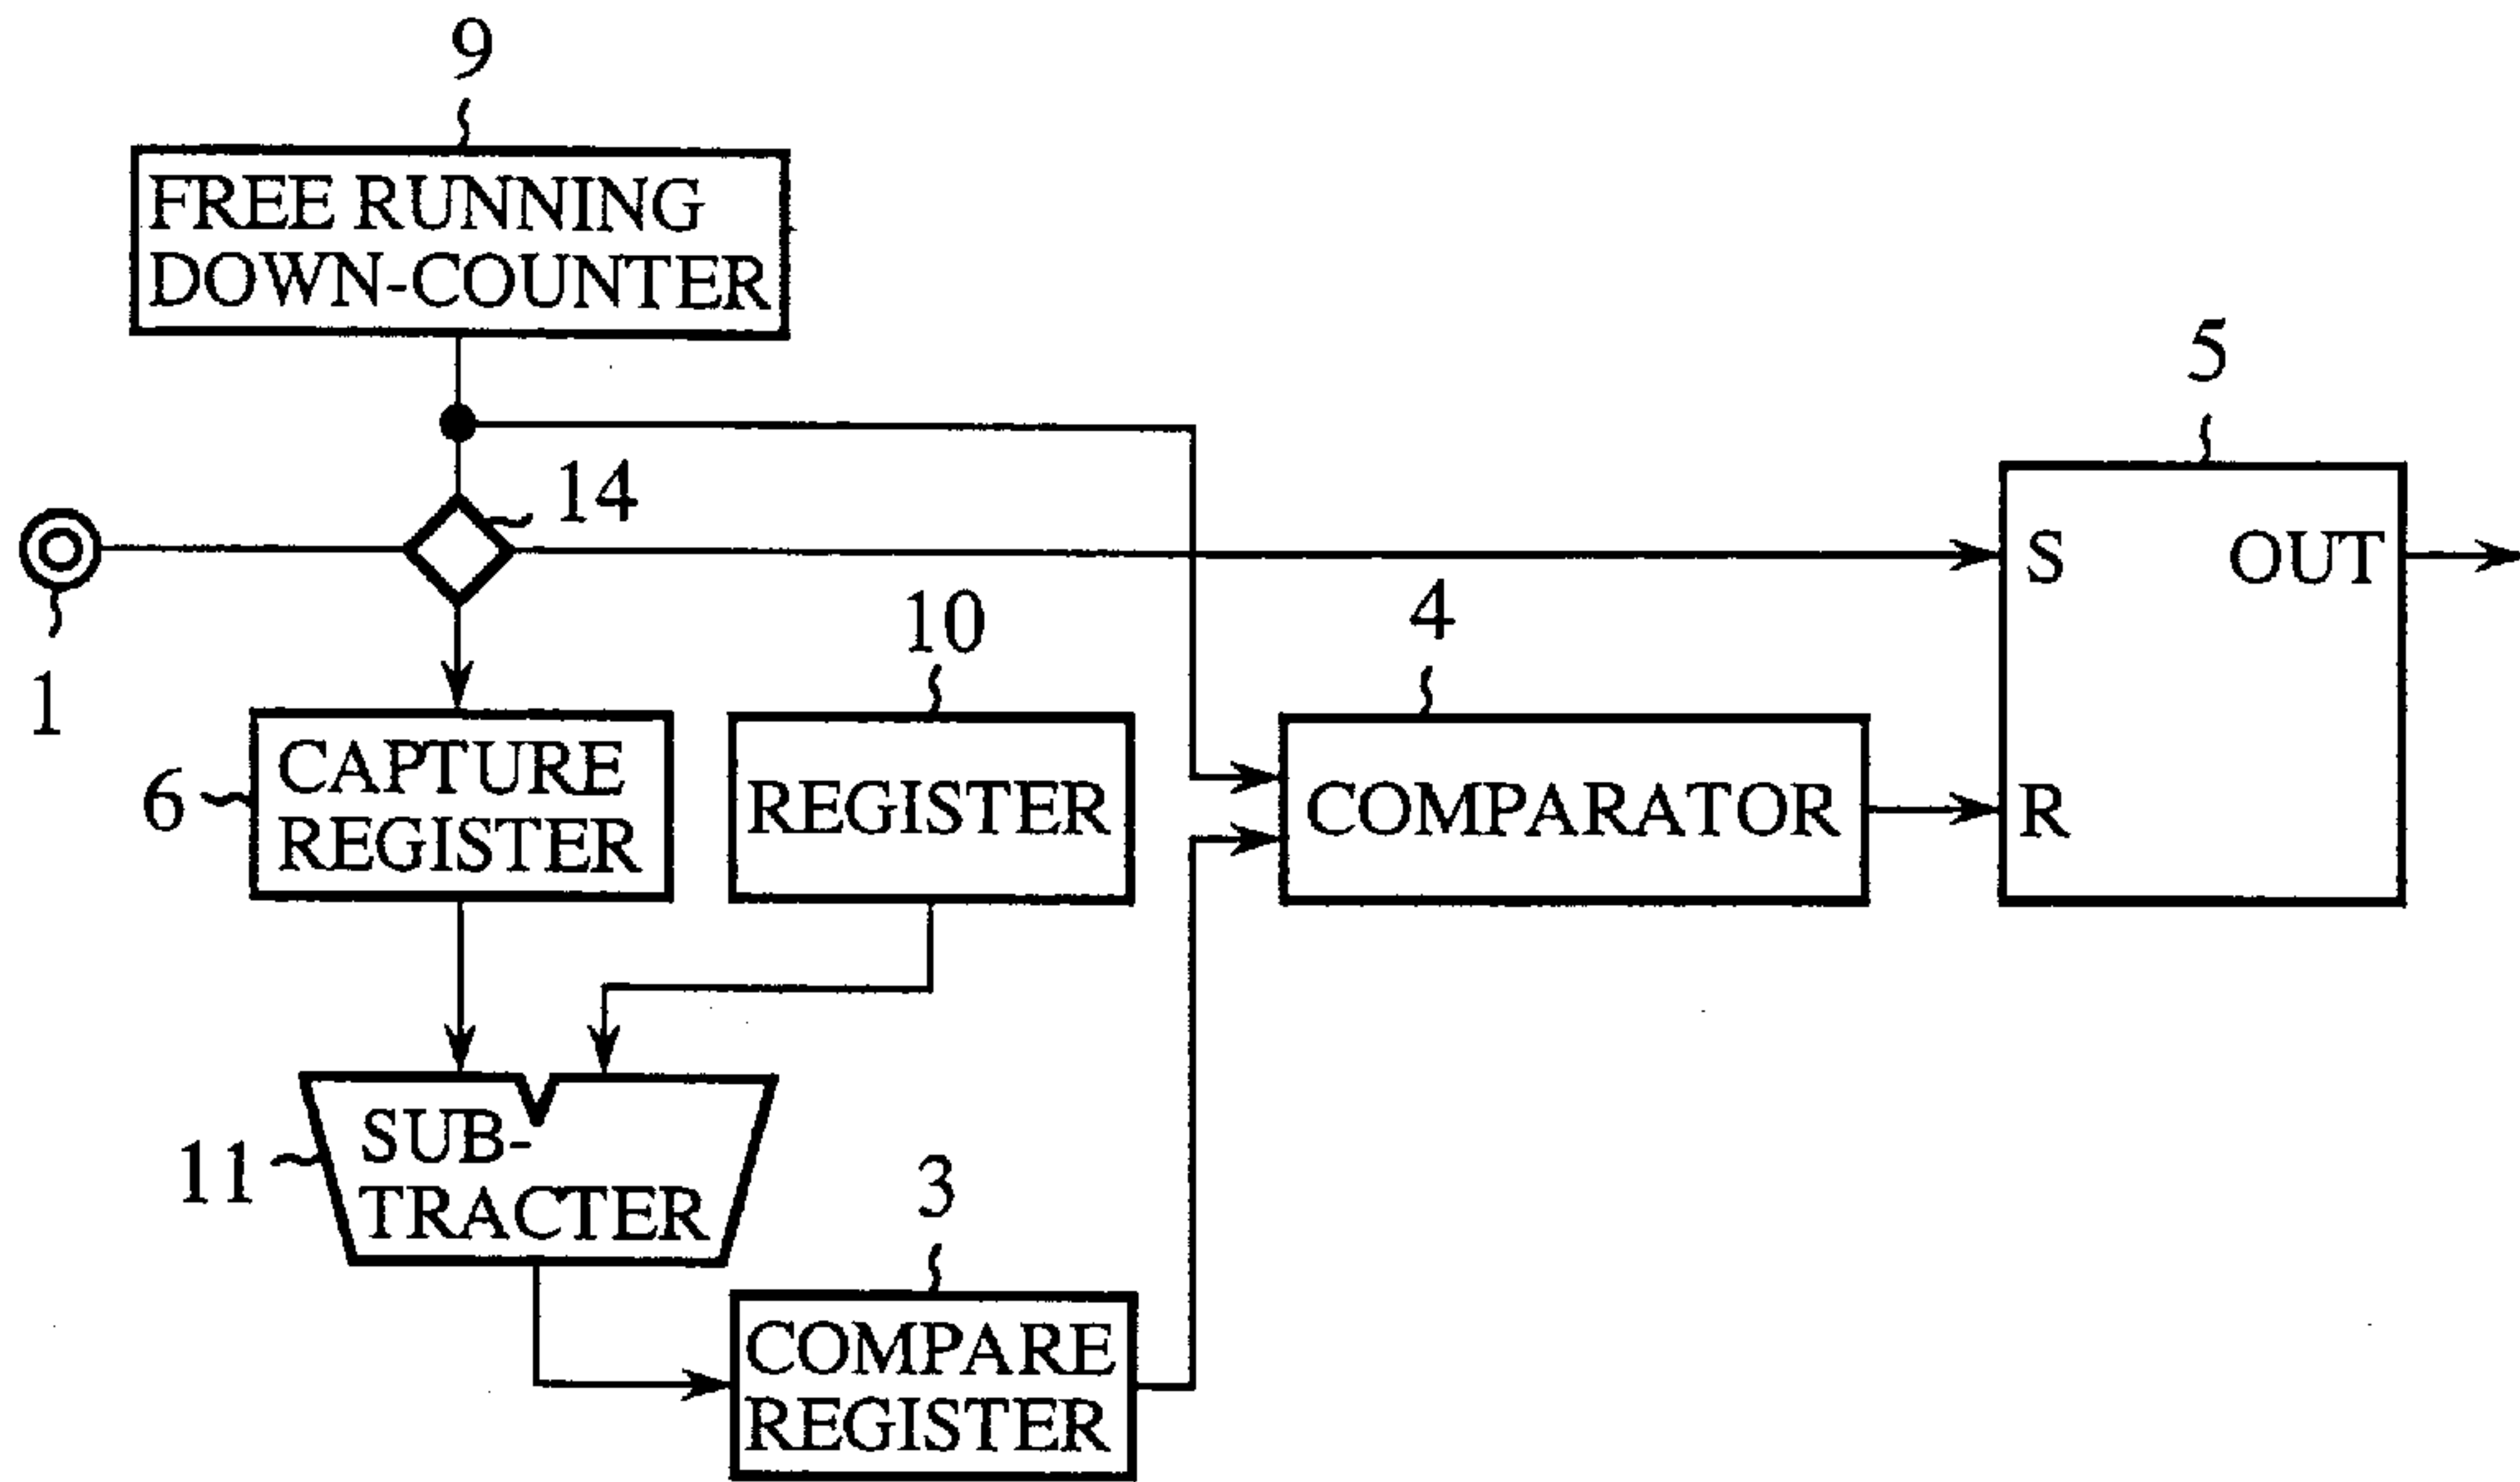 9
FREE RUNNING
DOWN-COUNTER
5
14
S OUT
1
10
4
6
CAPTURE
REGISTER
REGISTER
COMPARATOR
R
11
SUB-
TRACTER
3
COMPARE
REGISTER